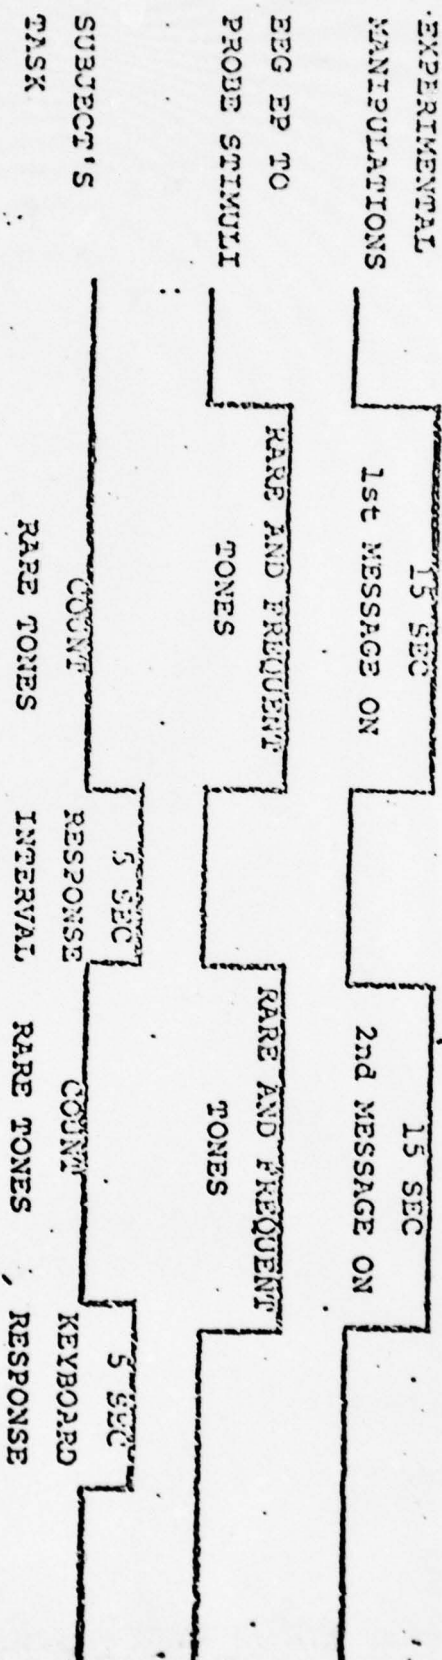 EXPERIMENTAL
MANIPULATIONS
15 SEC
1st MESSAGE ON
15 SEC
2nd MESSAGE ON
EEG EP TO
PROBE STIMULI
RARE AND FREQUENT
TONES
RARE AND FREQUENT
TONES
SUBJECT'S
TASK
COUNT
RARE TONES
5 SEC
RESPONSE
INTERVAL
COUNT
RARE TONES
5 SEC
KEYBOARD
RESPONSE